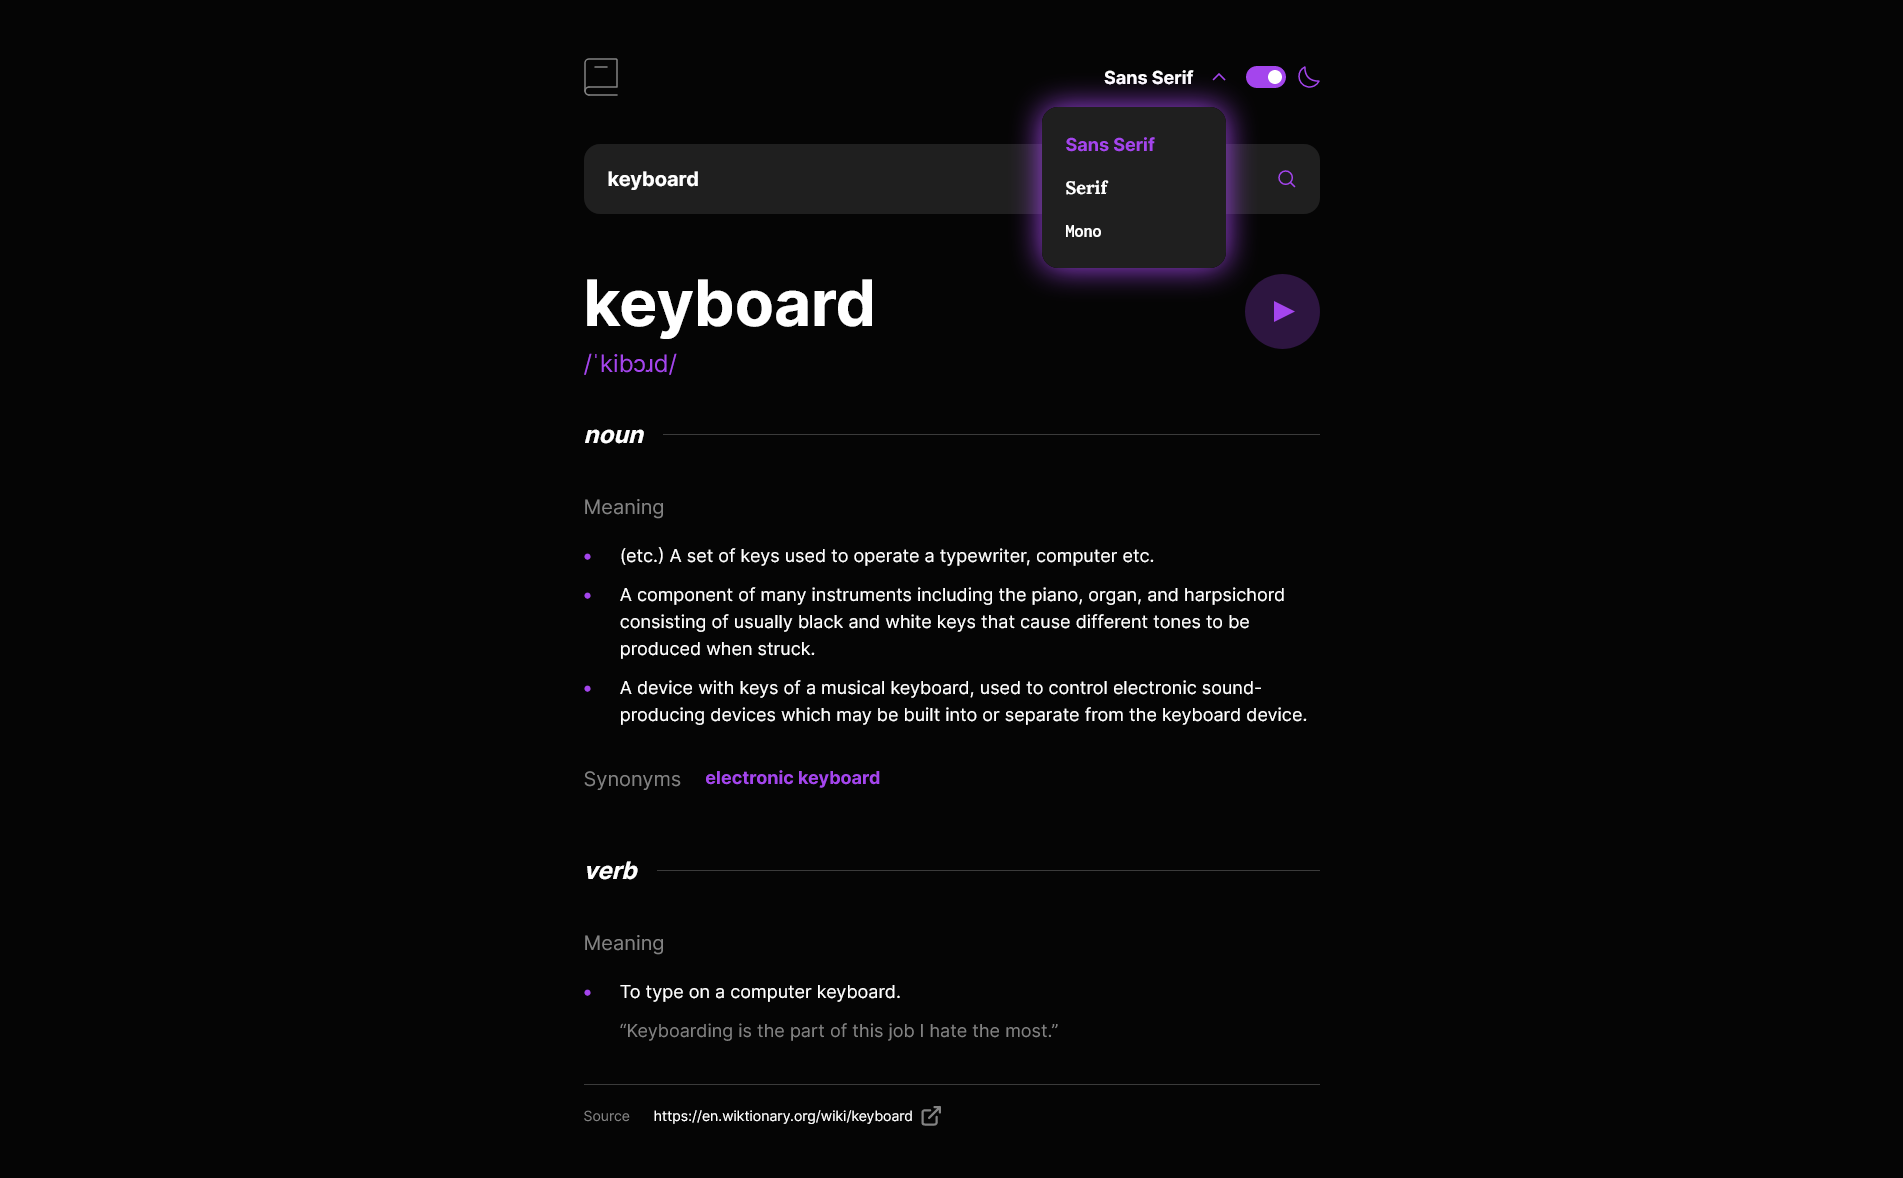 Sans Serif
Sans Serif
Serif
Mono
keyboard
keyboard
/ˈkibɔɹd/
noun
Meaning
(etc.) A set of keys used to operate a typewriter, computer etc.
A component of many instruments including the piano, organ, and harpsichord
consisting of usually black and white keys that cause different tones to be
produced when struck.
A device with keys of a musical keyboard, used to control electronic sound-
producing devices which may be built into or separate from the keyboard device.
Synonyms electronic keyboard
verb
Meaning
To type on a computer keyboard.
“Keyboarding is the part of this job I hate the most.”
Source https://en.wiktionary.org/wiki/keyboard